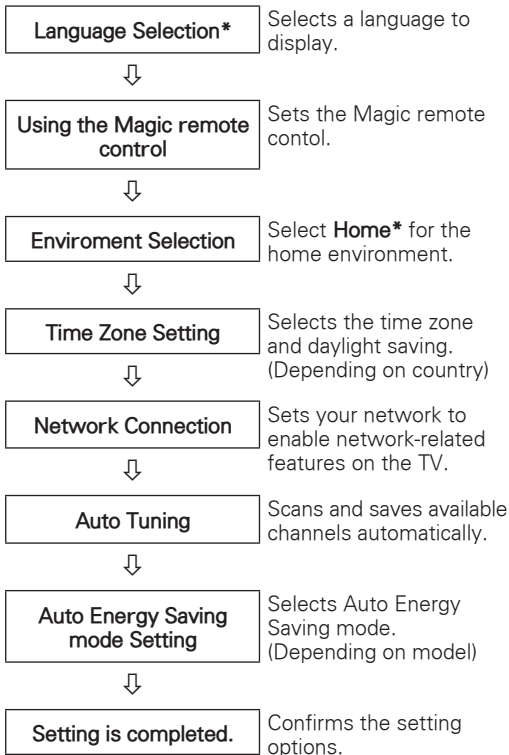 Language Selection*
Selects a language to
display.
Using the Magic remote
control
Sets the Magic remote
contol.
Enviroment Selection
Select Home* for the
home environment.
Time Zone Setting
Selects the time zone
and daylight saving.
(Depending on country)
Network Connection
Sets your network to
enable network-related
features on the TV.
Auto Tuning
Scans and saves available
channels automatically.
Auto Energy Saving
mode Setting
Selects Auto Energy
Saving mode.
(Depending on model)
Setting is completed.
Confirms the setting
options.